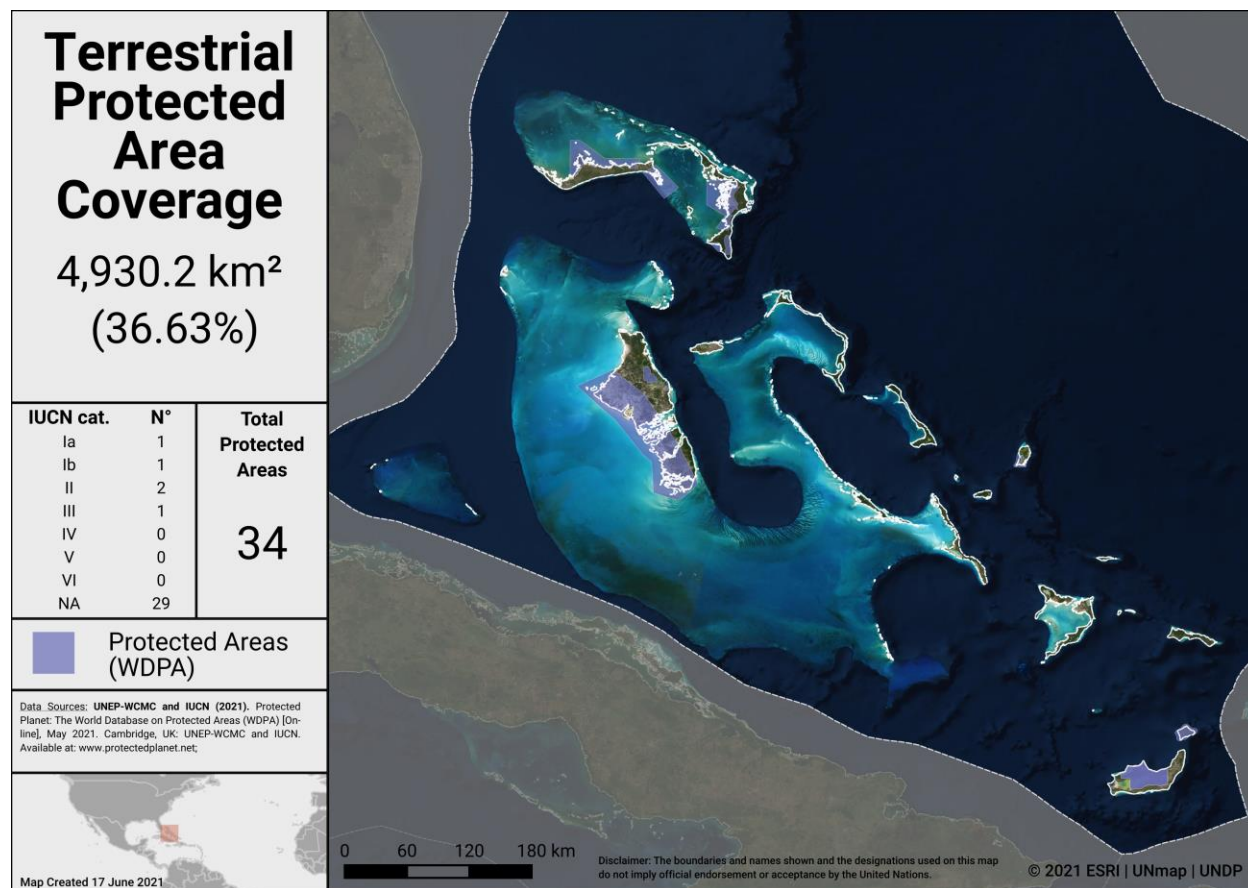 Terrestrial
Protected
Area
Coverage
4,930.2 km²
(36.63%)
IUCN cat. N°
Ia 1
Ib 1
II 2
III 1
IV 0
V 0
VI 0
NA 29
Total
Protected
Areas
34
Protected Areas
(WDPA)
Data Sources: UNEP-WCMC and IUCN (2021). Protected
Planet: The World Database on Protected Areas (WDPA) [On-
line], May 2021. Cambridge, UK: UNEP-WCMC and IUCN.
Available at: www.protectedplanet.net;
Map Created 17 June 2021
0 60 120 180 km
Disclaimer: The boundaries and names shown and the designations used on this map
do not imply official endorsement or acceptance by the United Nations.
© 2021 ESRI | UNmap | UNDP